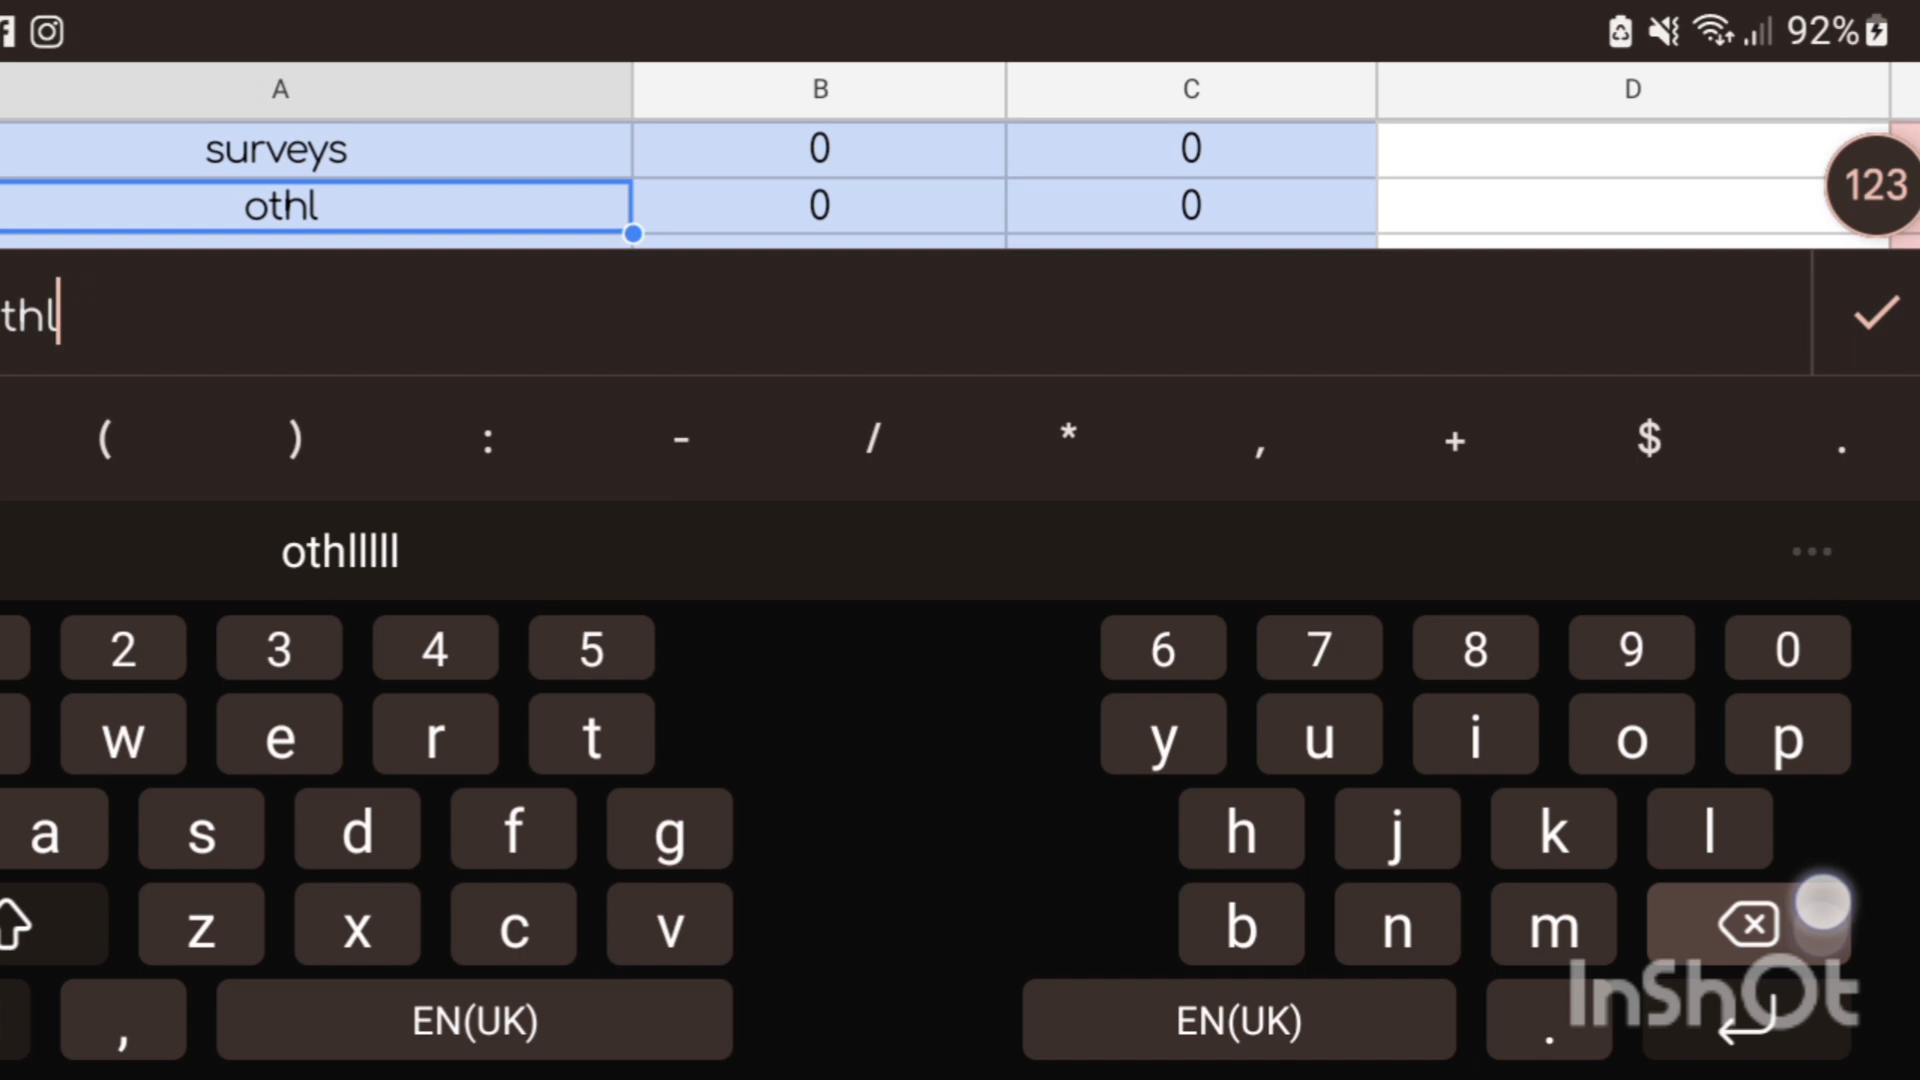 92%
A B C D
surveys 0 0
othl 0 0
123
thl
( ) : - / * , + $ .
othlllll
2 3 4 5 6 7 8 9 0
w e r t y u i o p
a s d f g h j k l
z x c v b n m
, EN(UK) EN(UK) .
InShOt